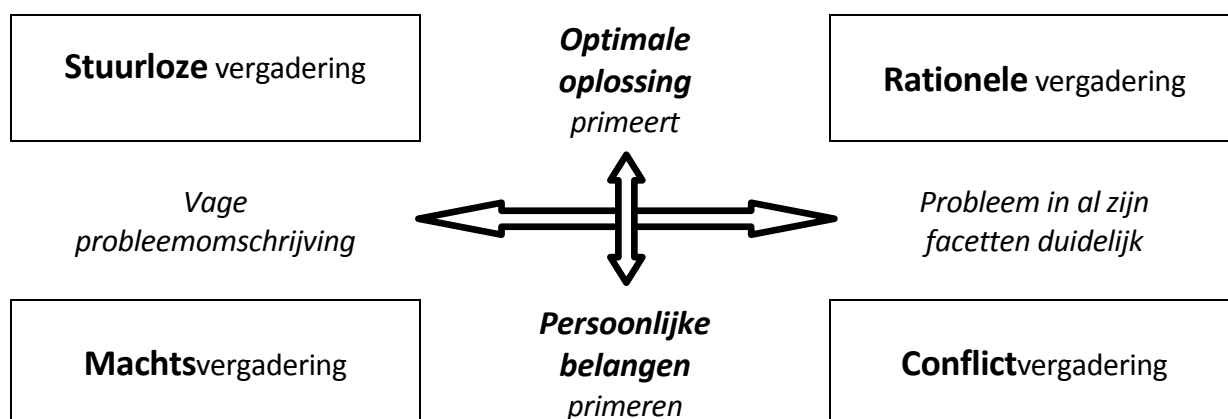 Stuurloze vergadering
Optimale
oplossing
primeert
Rationele vergadering
Vage
probleemomschrijving
Probleem in al zijn
facetten duidelijk
Machtsvergadering
Persoonlijke
belangen
primeren
Conflictvergadering